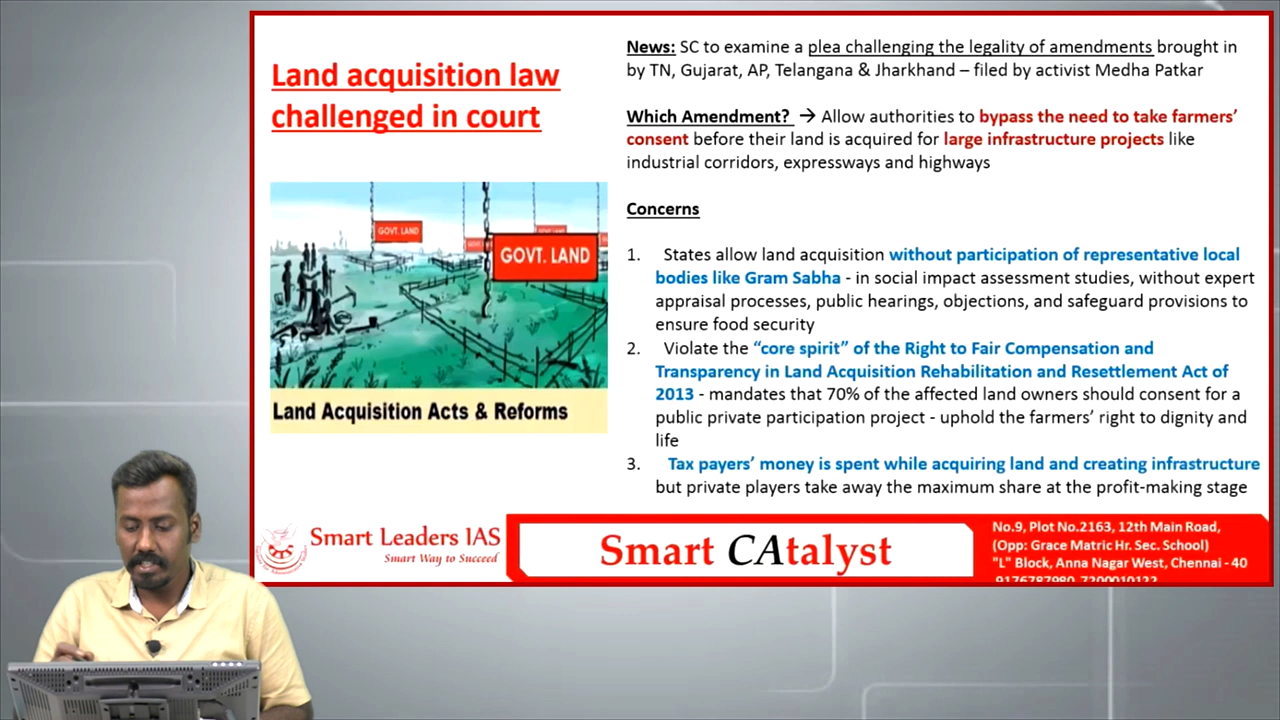 Land acquisition law
challenged in court
GOVT. LAND
GOVT. LAND
Land Acquisition Acts & Reforms
News: SC to examine a plea challenging the legality of amendments brought in
by TN, Gujarat, AP, Telangana & Jharkhand – filed by activist Medha Patkar
Which Amendment? → Allow authorities to bypass the need to take farmers’
consent before their land is acquired for large infrastructure projects like
industrial corridors, expressways and highways
Concerns
1. States allow land acquisition without participation of representative local
bodies like Gram Sabha - in social impact assessment studies, without expert
appraisal processes, public hearings, objections, and safeguard provisions to
ensure food security
2. Violate the “core spirit” of the Right to Fair Compensation and
Transparency in Land Acquisition Rehabilitation and Resettlement Act of
2013 - mandates that 70% of the affected land owners should consent for a
public private participation project - uphold the farmers’ right to dignity and
life
3. Tax payers’ money is spent while acquiring land and creating infrastructure
but private players take away the maximum share at the profit-making stage
Smart Leaders IAS
Smart Way to Succeed
Smart CAtalyst
No.9, Plot No.2163, 12th Main Road,
(Opp: Grace Matric Hr. Sec. School)
"L" Block, Anna Nagar West, Chennai - 40
9176787980, 7200010122